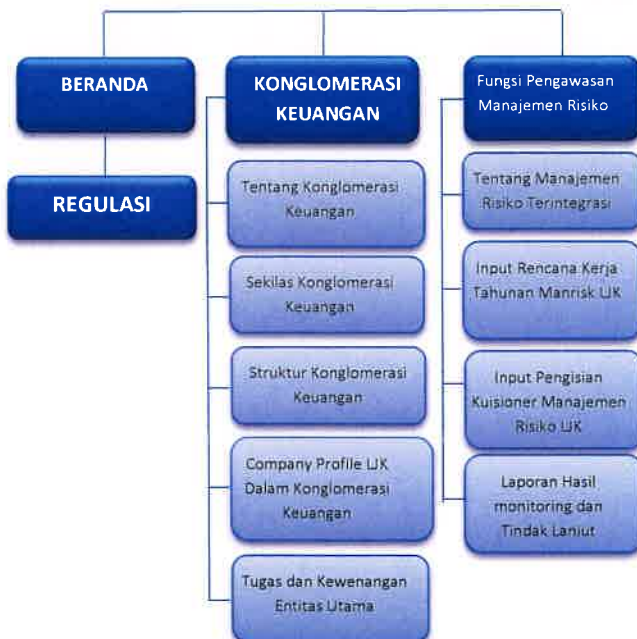 BERANDA
REGULASI
KONGLOMERASI
KEUANGAN
Tentang Konglomerasi
Keuangan
Sekilas Konglomerasi
Keuangan
Struktur Konglomerasi
Keuangan
Company Profile LJK
Dalam Konglomerasi
Keuangan
Tugas dan Kewenangan
Entitas Utama
Fungsi Pengawasan
Manajemen Risiko
Tentang Manajemen
Risiko Terintegrasi
Input Rencana Kerja
Tahunan Manrisk LJK
Input Pengisian
Kuisioner Manajemen
Risiko LJK
Laporan Hasil
monitoring dan
Tindak Lanjut